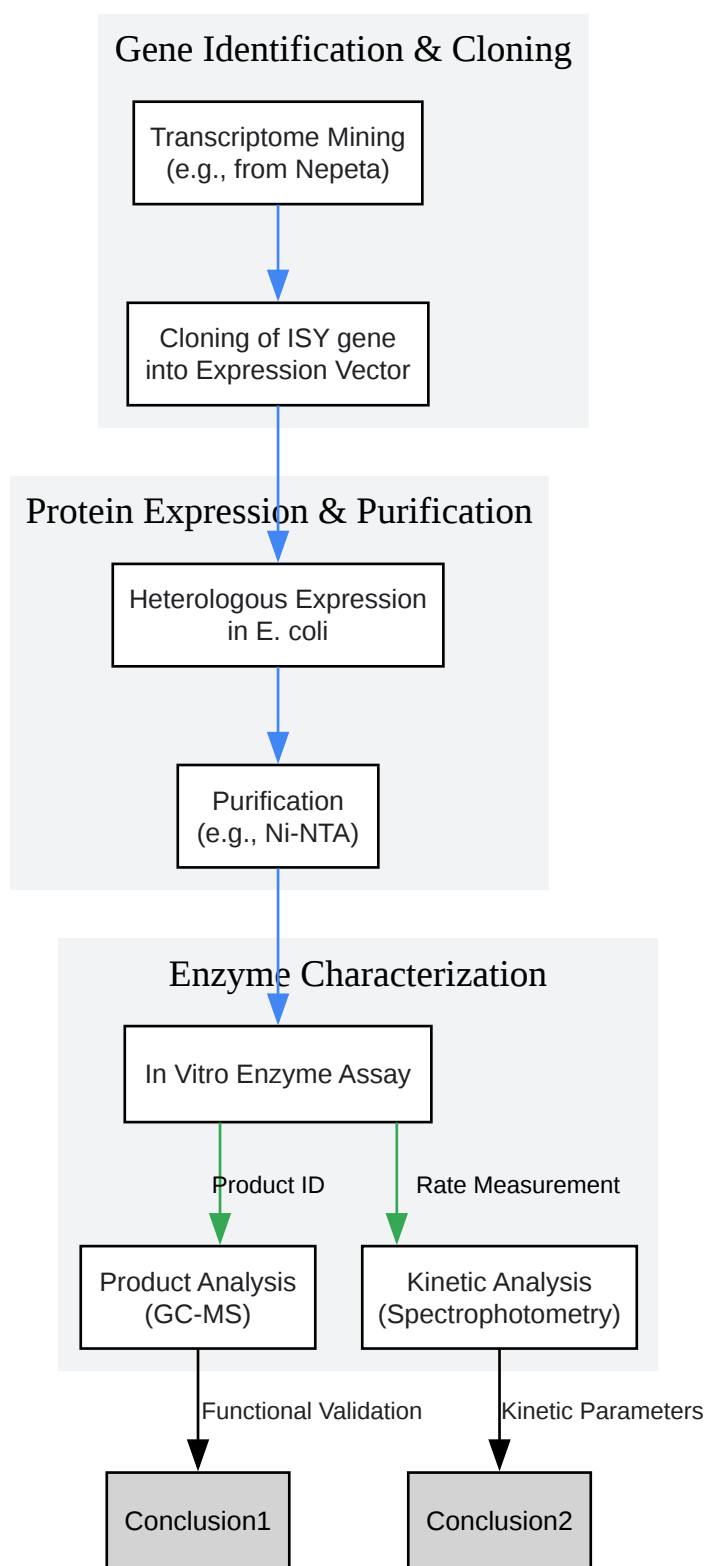 Gene Identification & Cloning
Transcriptome Mining
(e.g., from Nepeta)
Cloning of ISY gene
into Expression Vector
Protein Expression & Purification
Heterologous Expression
in E. coli
Purification
(e.g., Ni-NTA)
Enzyme Characterization
In Vitro Enzyme Assay
Product ID
Rate Measurement
Product Analysis
(GC-MS)
Kinetic Analysis
(Spectrophotometry)
Functional Validation
Kinetic Parameters
Conclusion1
Conclusion2